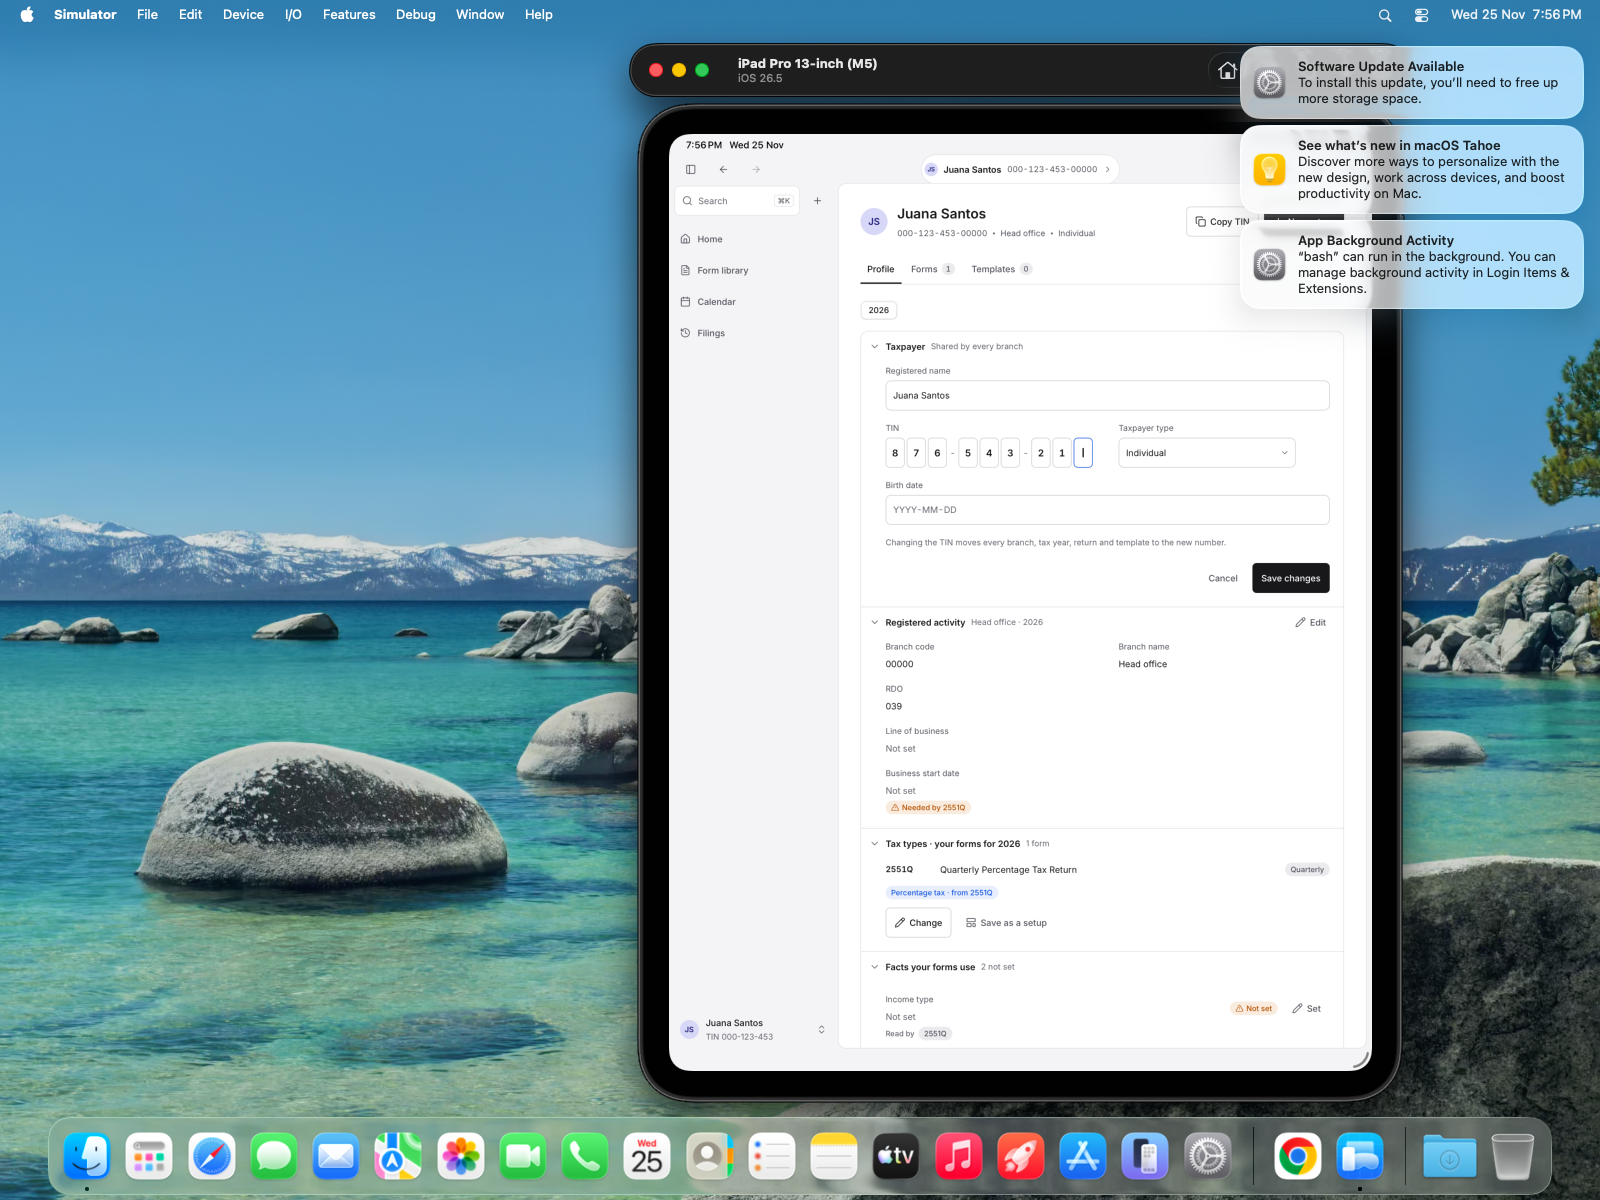 Simulator File Edit Device I/O Features Debug Window Help
Wed 25 Nov 7:56 PM
iPad Pro 13-inch (M5)
iOS 26.5
Software Update Available
To install this update, you'll need to free up
more storage space.
See what's new in macOS Tahoe
Discover more ways to personalize with the
new design, work across devices, and boost
productivity on Mac.
App Background Activity
"bash" can run in the background. You can
manage background activity in Login Items &
Extensions.
7:56 PM Wed 25 Nov
JS Juana Santos 000-123-453-00000
Search ⌘K
Home
Form library
Calendar
Filings
JS
Juana Santos
000-123-453-00000 • Head office • Individual
Copy TIN
Profile Forms 1 Templates 0
2026
Taxpayer Shared by every branch
Registered name
Juana Santos
TIN
8 7 6 - 5 4 3 - 2 1
Taxpayer type
Individual
Birth date
YYYY-MM-DD
Changing the TIN moves every branch, tax year, return and template to the new number.
Cancel Save changes
Registered activity Head office · 2026 Edit
Branch code
00000
Branch name
Head office
RDO
039
Line of business
Not set
Business start date
Not set
Needed by 2551Q
Tax types · your forms for 2026 1 form
2551Q Quarterly Percentage Tax Return Quarterly
Percentage tax · from 2551Q
Change Save as a setup
Facts your forms use 2 not set
Income type
Not set
Read by 2551Q
Not set Set
JS Juana Santos
TIN 000-123-453
Wed
25
tv